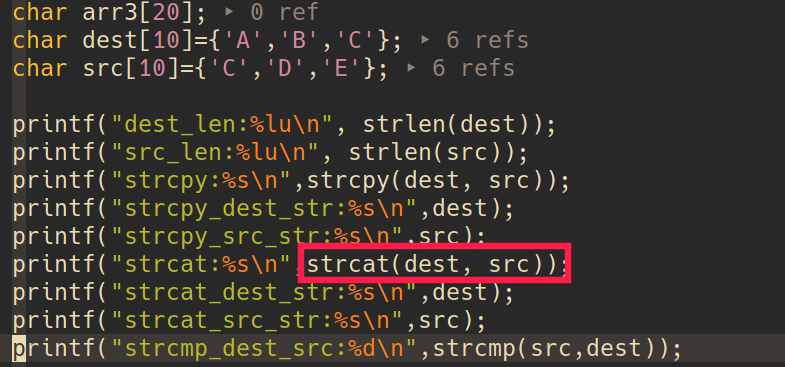 char arr3[20]; ▸ 0 ref
char dest[10]={'A','B','C'}; ▸ 6 refs
char src[10]={'C','D','E'}; ▸ 6 refs
printf("dest_len:%lu\n", strlen(dest));
printf("src_len:%lu\n", strlen(src));
printf("strcpy:%s\n",strcpy(dest, src));
printf("strcpy_dest_str:%s\n",dest);
printf("strcpy_src_str:%s\n",src);
printf("strcat:%s\n",strcat(dest, src));
printf("strcat_dest_str:%s\n",dest);
printf("strcat_src_str:%s\n",src);
printf("strcmp_dest_src:%d\n",strcmp(src,dest));